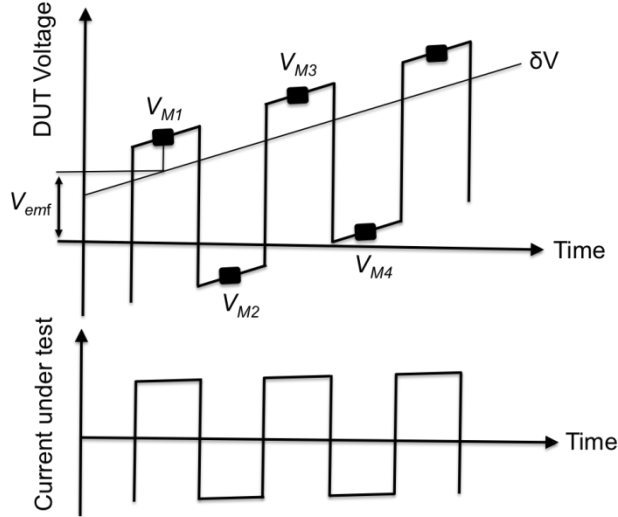 DUT Voltage
V_M1
V_M3
δV
V_emf
Time
V_M2
V_M4
Current under test
Time